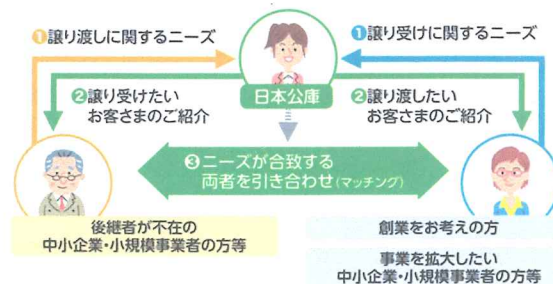 ❶譲り渡しに関するニーズ
❶譲り受けに関するニーズ
❷譲り受けたい
お客さまのご紹介
日本公庫
❷譲り渡したい
お客さまのご紹介
❸ニーズが合致する
両者を引き合わせ(マッチング)
後継者が不在の
中小企業・小規模事業者の方等
創業をお考えの方
事業を拡大したい
中小企業・小規模事業者の方等